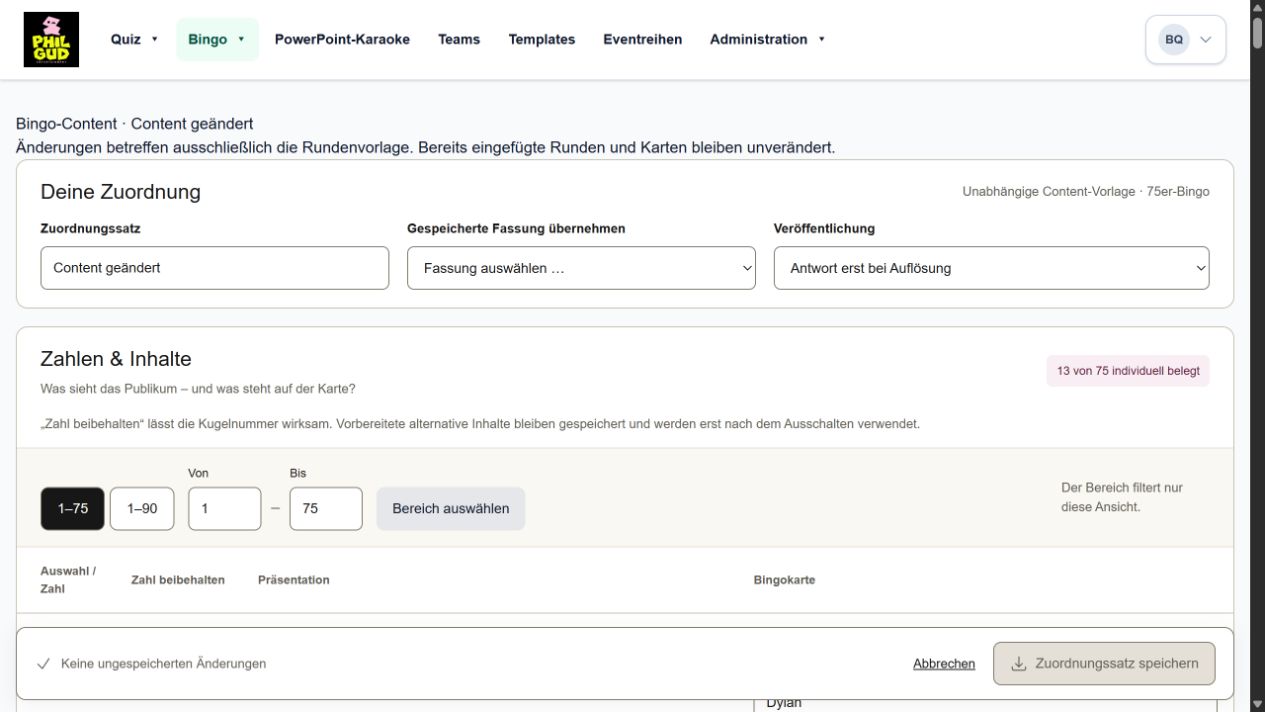 PHIL
GUD
Quiz
Bingo
PowerPoint-Karaoke
Teams
Templates
Eventreihen
Administration
BQ
Bingo-Content · Content geändert
Änderungen betreffen ausschließlich die Rundenvorlage. Bereits eingefügte Runden und Karten bleiben unverändert.
Deine Zuordnung
Unabhängige Content-Vorlage · 75er-Bingo
Zuordnungssatz
Gespeicherte Fassung übernehmen
Veröffentlichung
Content geändert
Fassung auswählen …
Antwort erst bei Auflösung
Zahlen & Inhalte
Was sieht das Publikum – und was steht auf der Karte?
13 von 75 individuell belegt
„Zahl beibehalten“ lässt die Kugelnummer wirksam. Vorbereitete alternative Inhalte bleiben gespeichert und werden erst nach dem Ausschalten verwendet.
Von
Bis
1–75
1–90
1
–
75
Bereich auswählen
Der Bereich filtert nur
diese Ansicht.
Auswahl /
Zahl
Zahl beibehalten
Präsentation
Bingokarte
Keine ungespeicherten Änderungen
Abbrechen
Zuordnungssatz speichern
Dylan